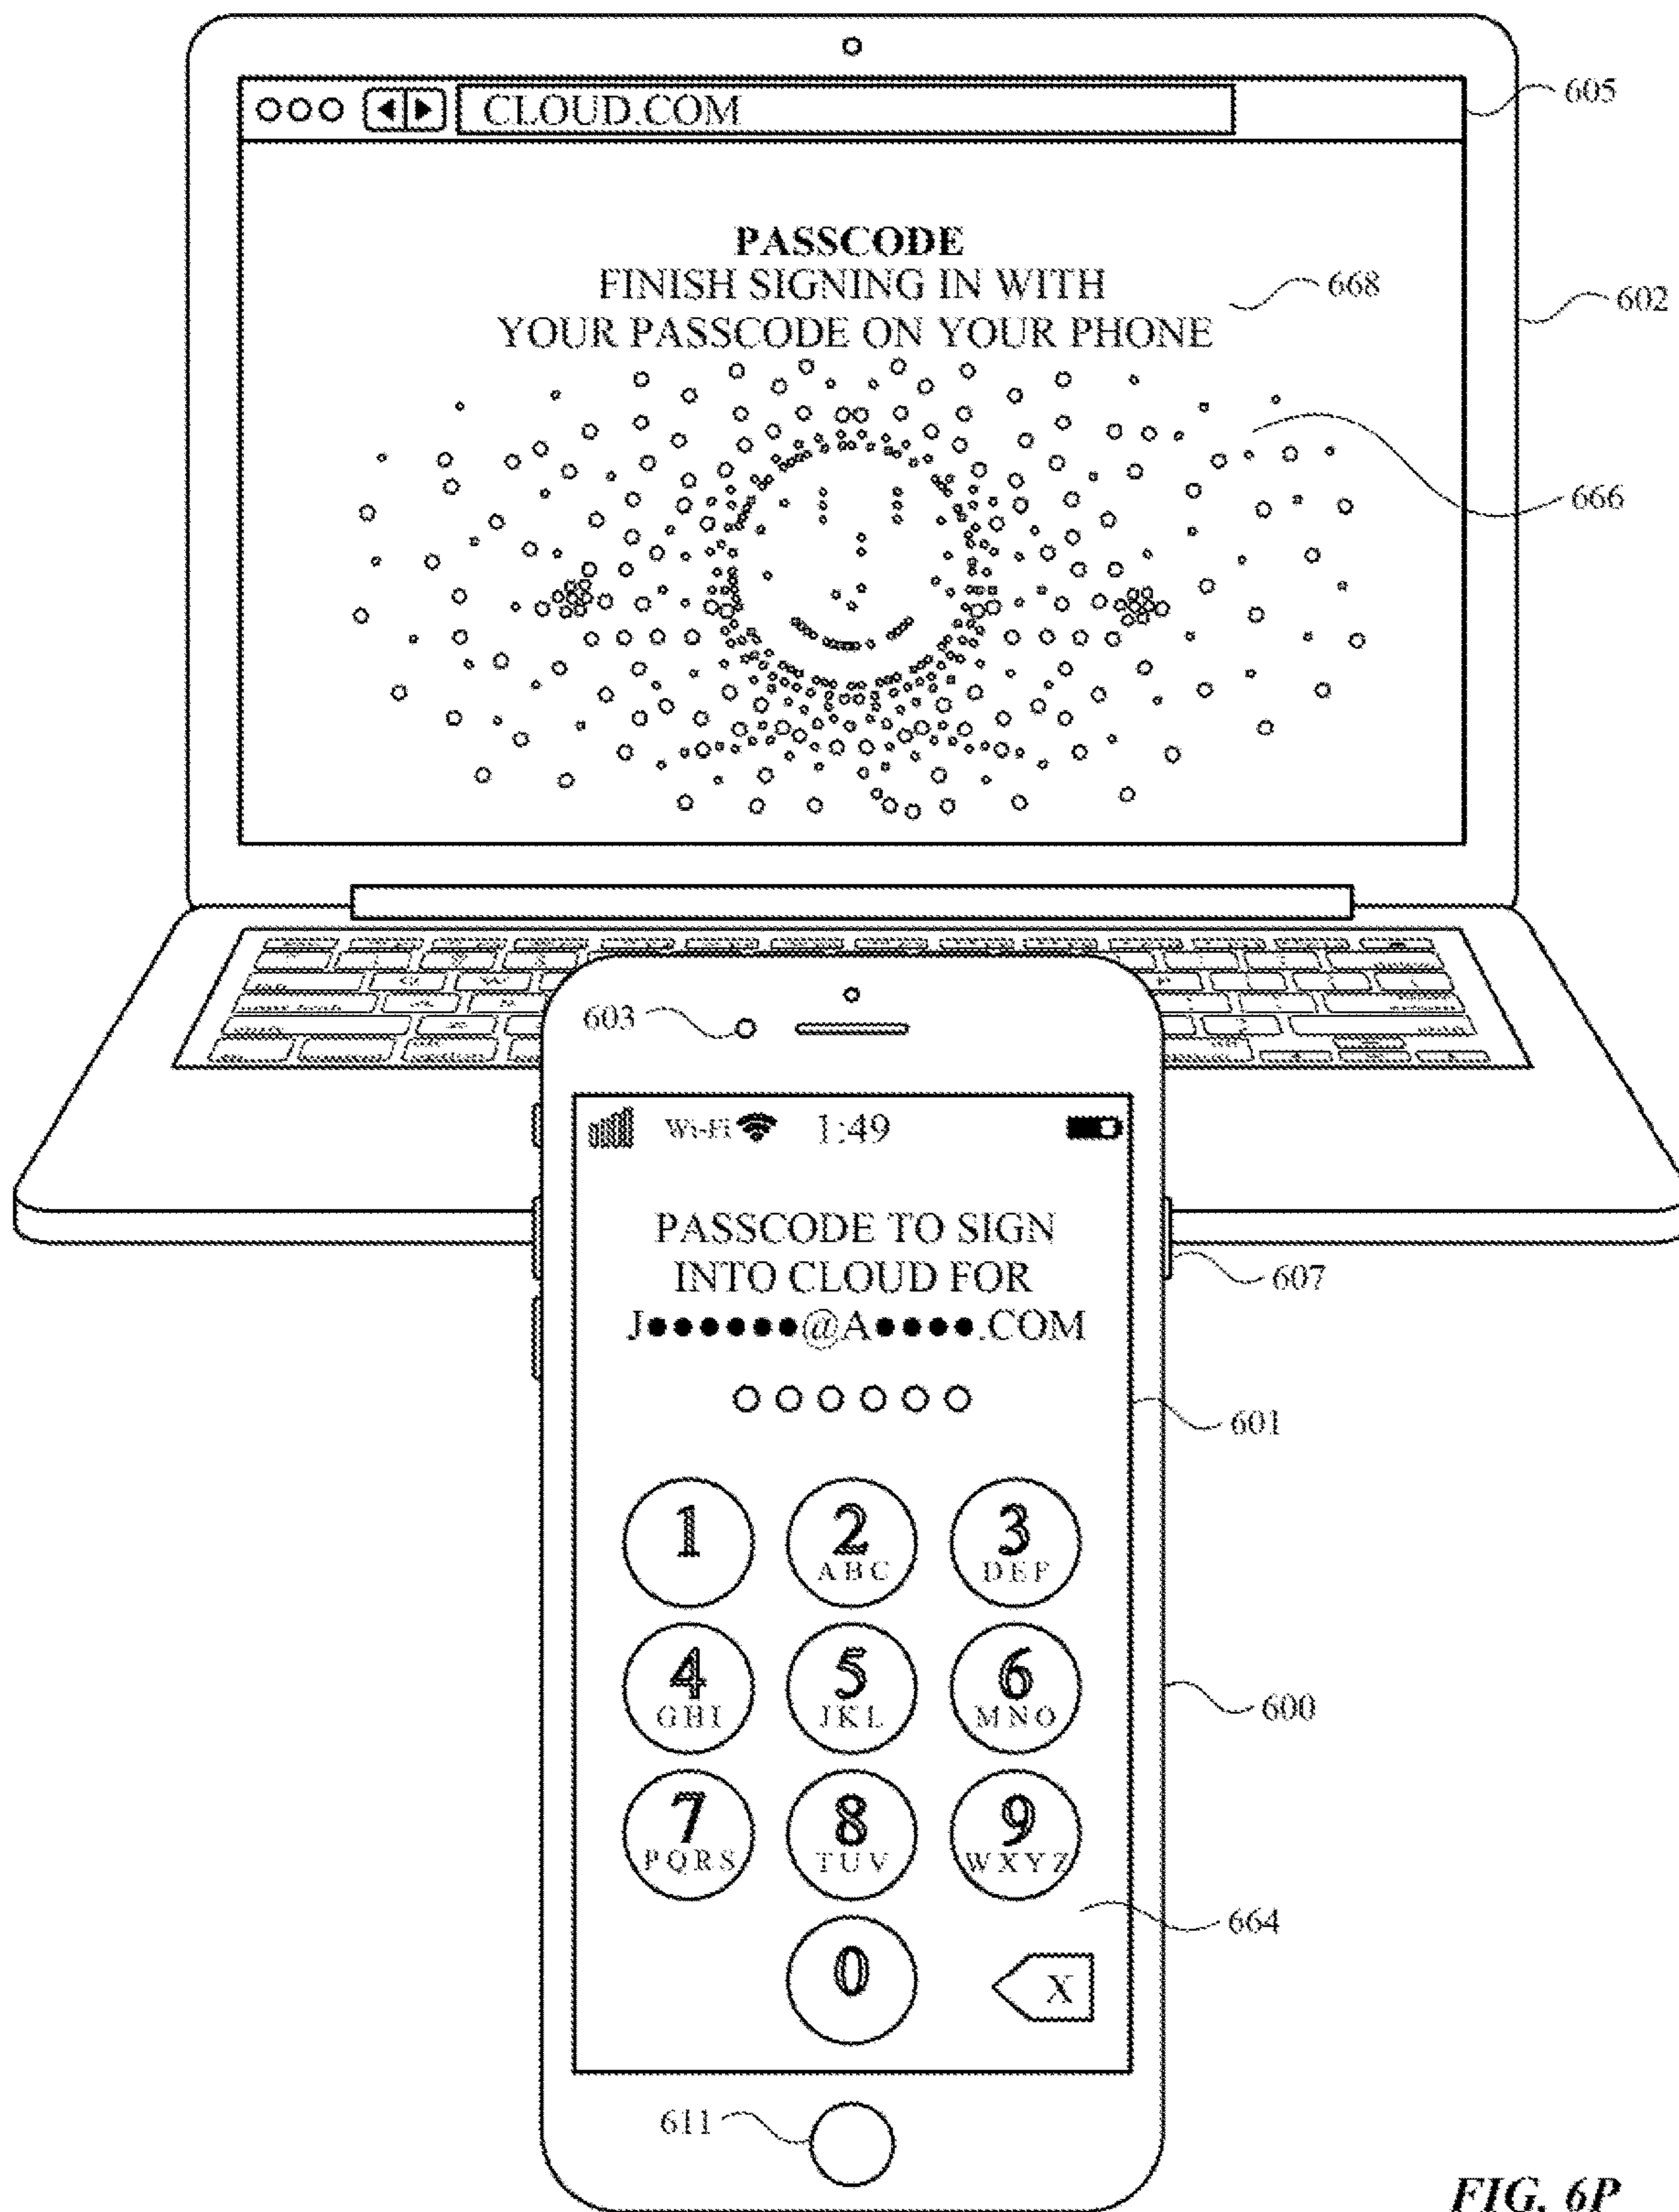 CLOUD.COM
605
PASSCODE
FINISH SIGNING IN WITH
YOUR PASSCODE ON YOUR PHONE
668
602
666
603
Wi-Fi 1:49
PASSCODE TO SIGN
INTO CLOUD FOR
J●●●●●●@A●●●●.COM
607
601
1 2 3
ABC DEF
4 5 6
GHI JKL MNO
600
7 8 9
PQRS TUV WXYZ
664
0 X
611
FIG. 6P